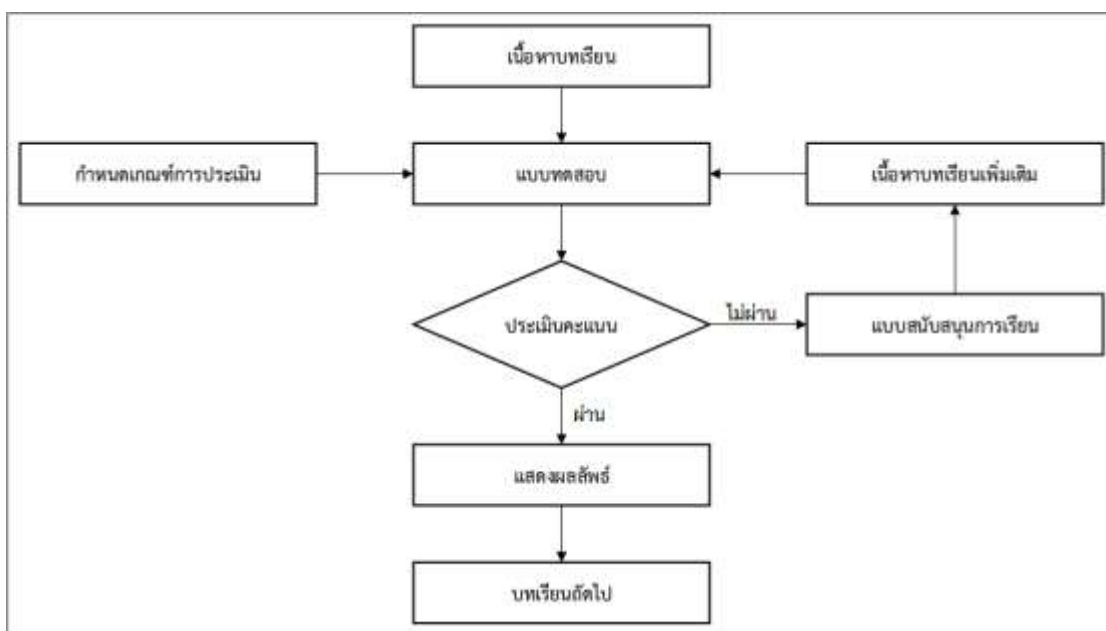 เนื้อหาบทเรียน
กำหนดเกณฑ์การประเมิน
แบบทดสอบ
เนื้อหาบทเรียนเพิ่มเติม
ประเมินคะแนน
ไม่ผ่าน
แบบสนับสนุนการเรียน
ผ่าน
แสดงผลลัพธ์
บทเรียนถัดไป